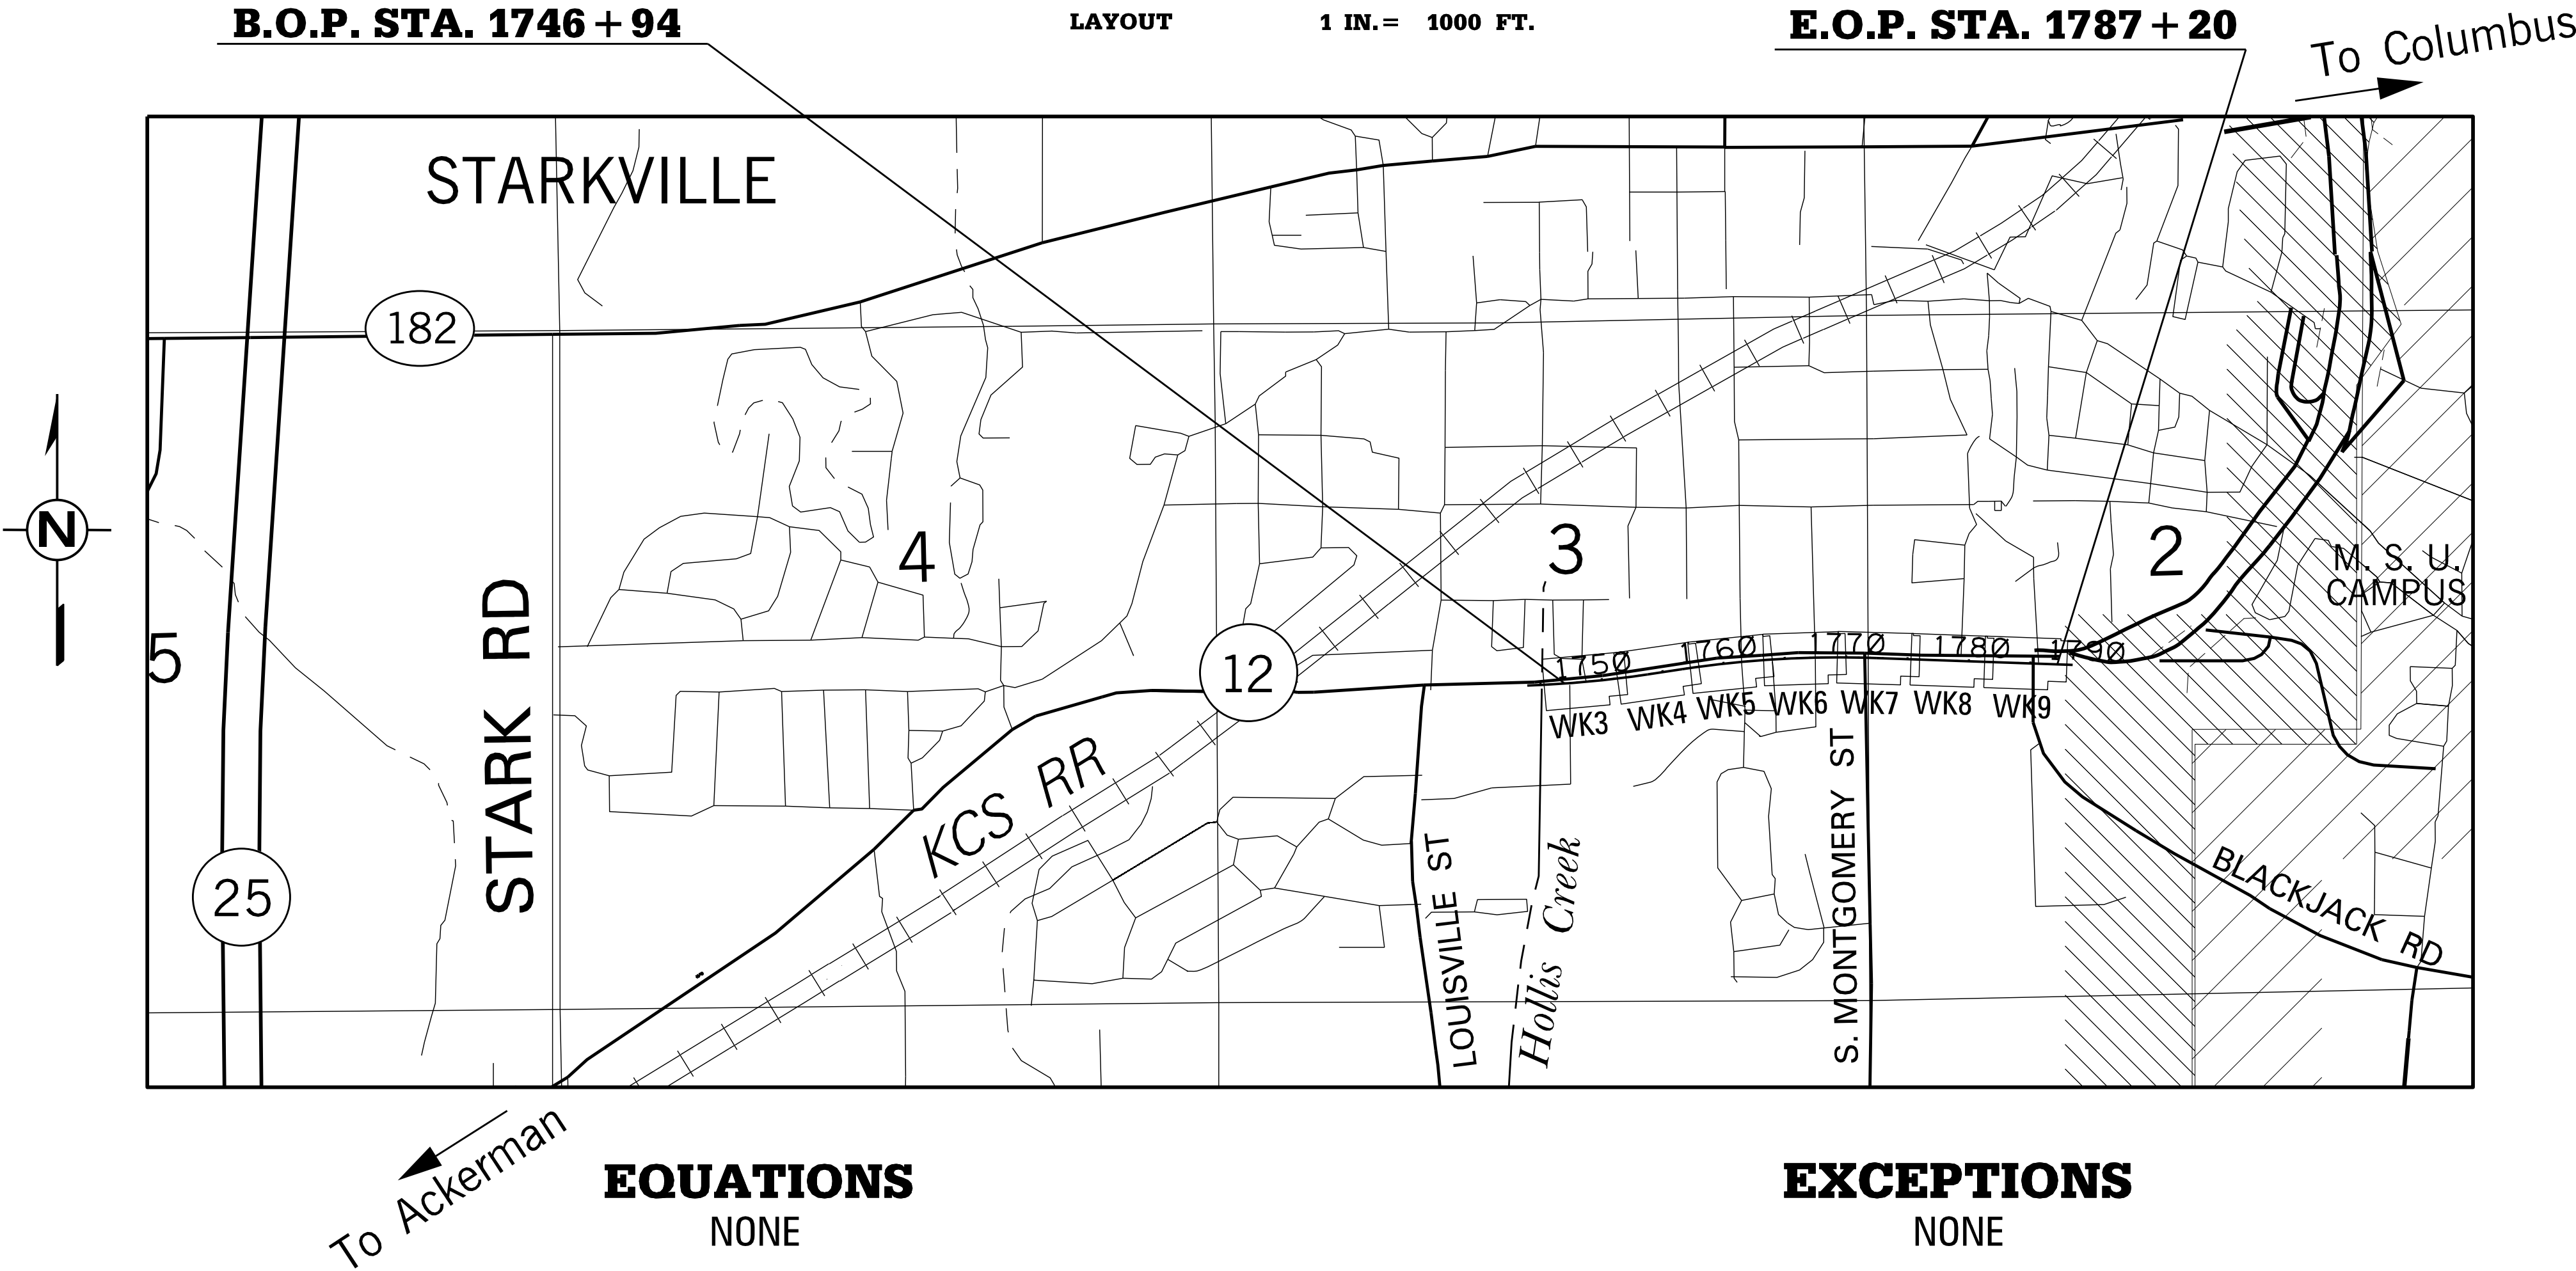 B.O.P. STA. 1746+94
LAYOUT 1 IN.= 1000 FT.
E.O.P. STA. 1787+20
To Columbus
STARKVILLE
182
N
4
3
2
M. S. U.
CAMPUS
5
STARK RD
12
1750 1760 1770 1780 1790
WK3 WK4 WK5 WK6 WK7 WK8 WK9
KCS RR
25
LOUISVILLE ST
Hollis Creek
S. MONTGOMERY ST
BLACKJACK RD
To Ackerman
EQUATIONS
NONE
EXCEPTIONS
NONE